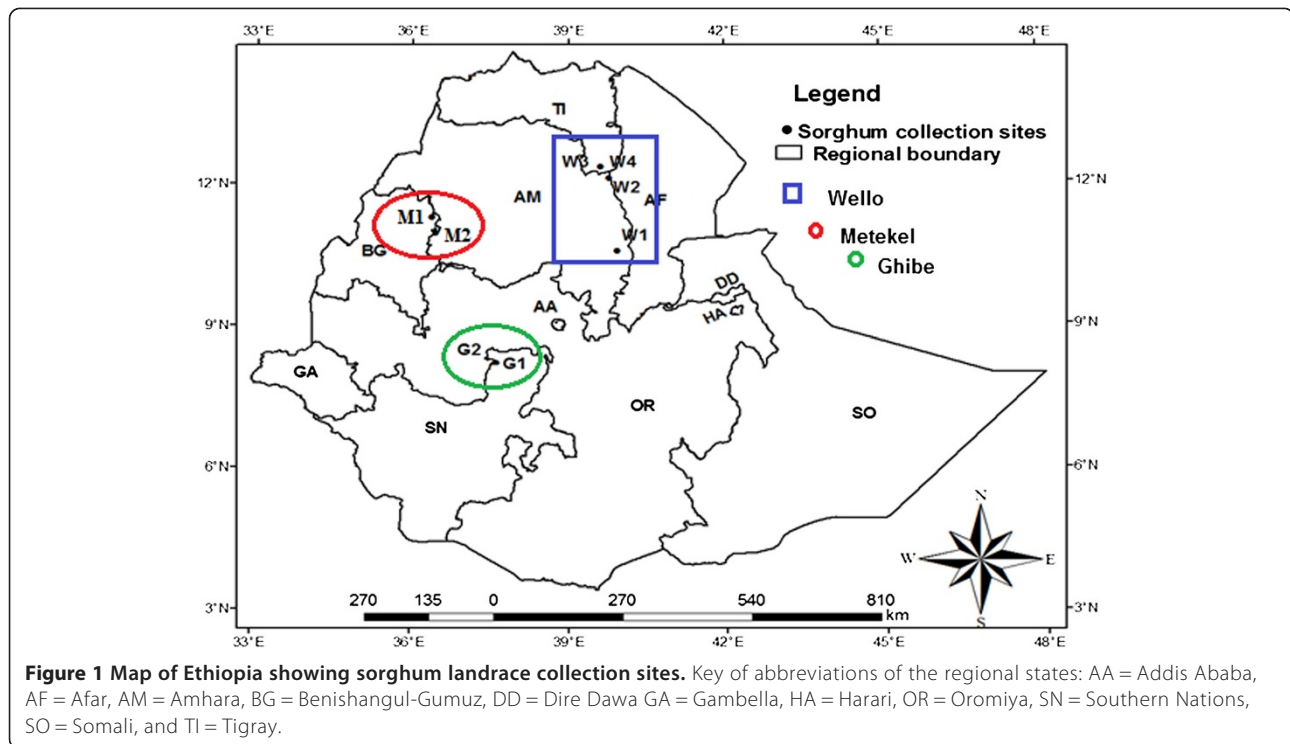 33°E 36°E 39°E 42°E 45°E 48°E
Legend
TI
Sorghum collection sites
Regional boundary
W3 W4
12°N 12°N
W2
AM
AF
Wello
M1
Metekel
M2
W1
BG
Ghibe
DD
AA
HA
9°N 9°N
G2
G1
GA
OR
SO
SN
6°N 6°N
N
W E
S
270 135 0 270 540 810
km
3°N 3°N
33°E 36°E 39°E 42°E 45°E 48°E
Figure 1 Map of Ethiopia showing sorghum landrace collection sites. Key of abbreviations of the regional states: AA = Addis Ababa,
AF = Afar, AM = Amhara, BG = Benishangul-Gumuz, DD = Dire Dawa GA = Gambella, HA = Harari, OR = Oromiya, SN = Southern Nations,
SO = Somali, and TI = Tigray.